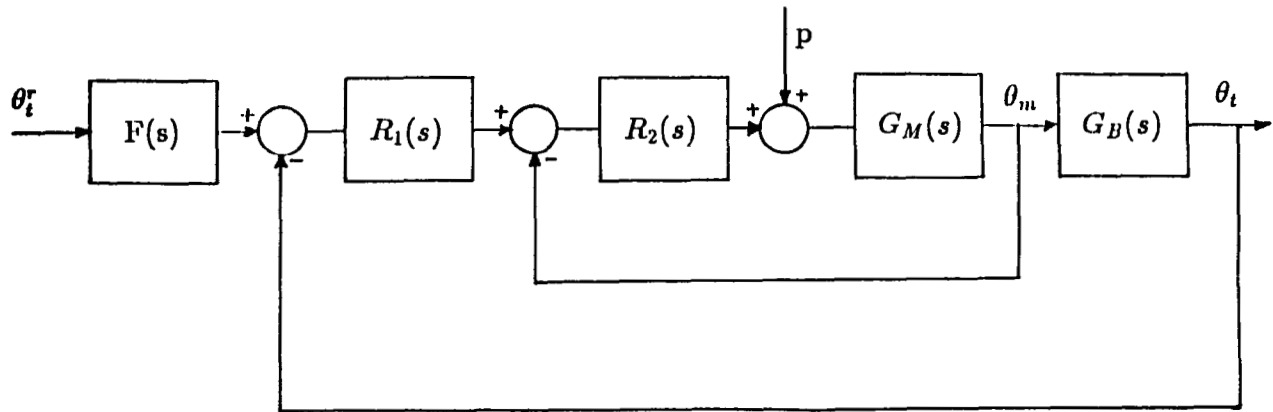 p
θ_t^r
F(s)
+
-
R_1(s)
+
-
R_2(s)
+
+
G_M(s)
θ_m
G_B(s)
θ_t